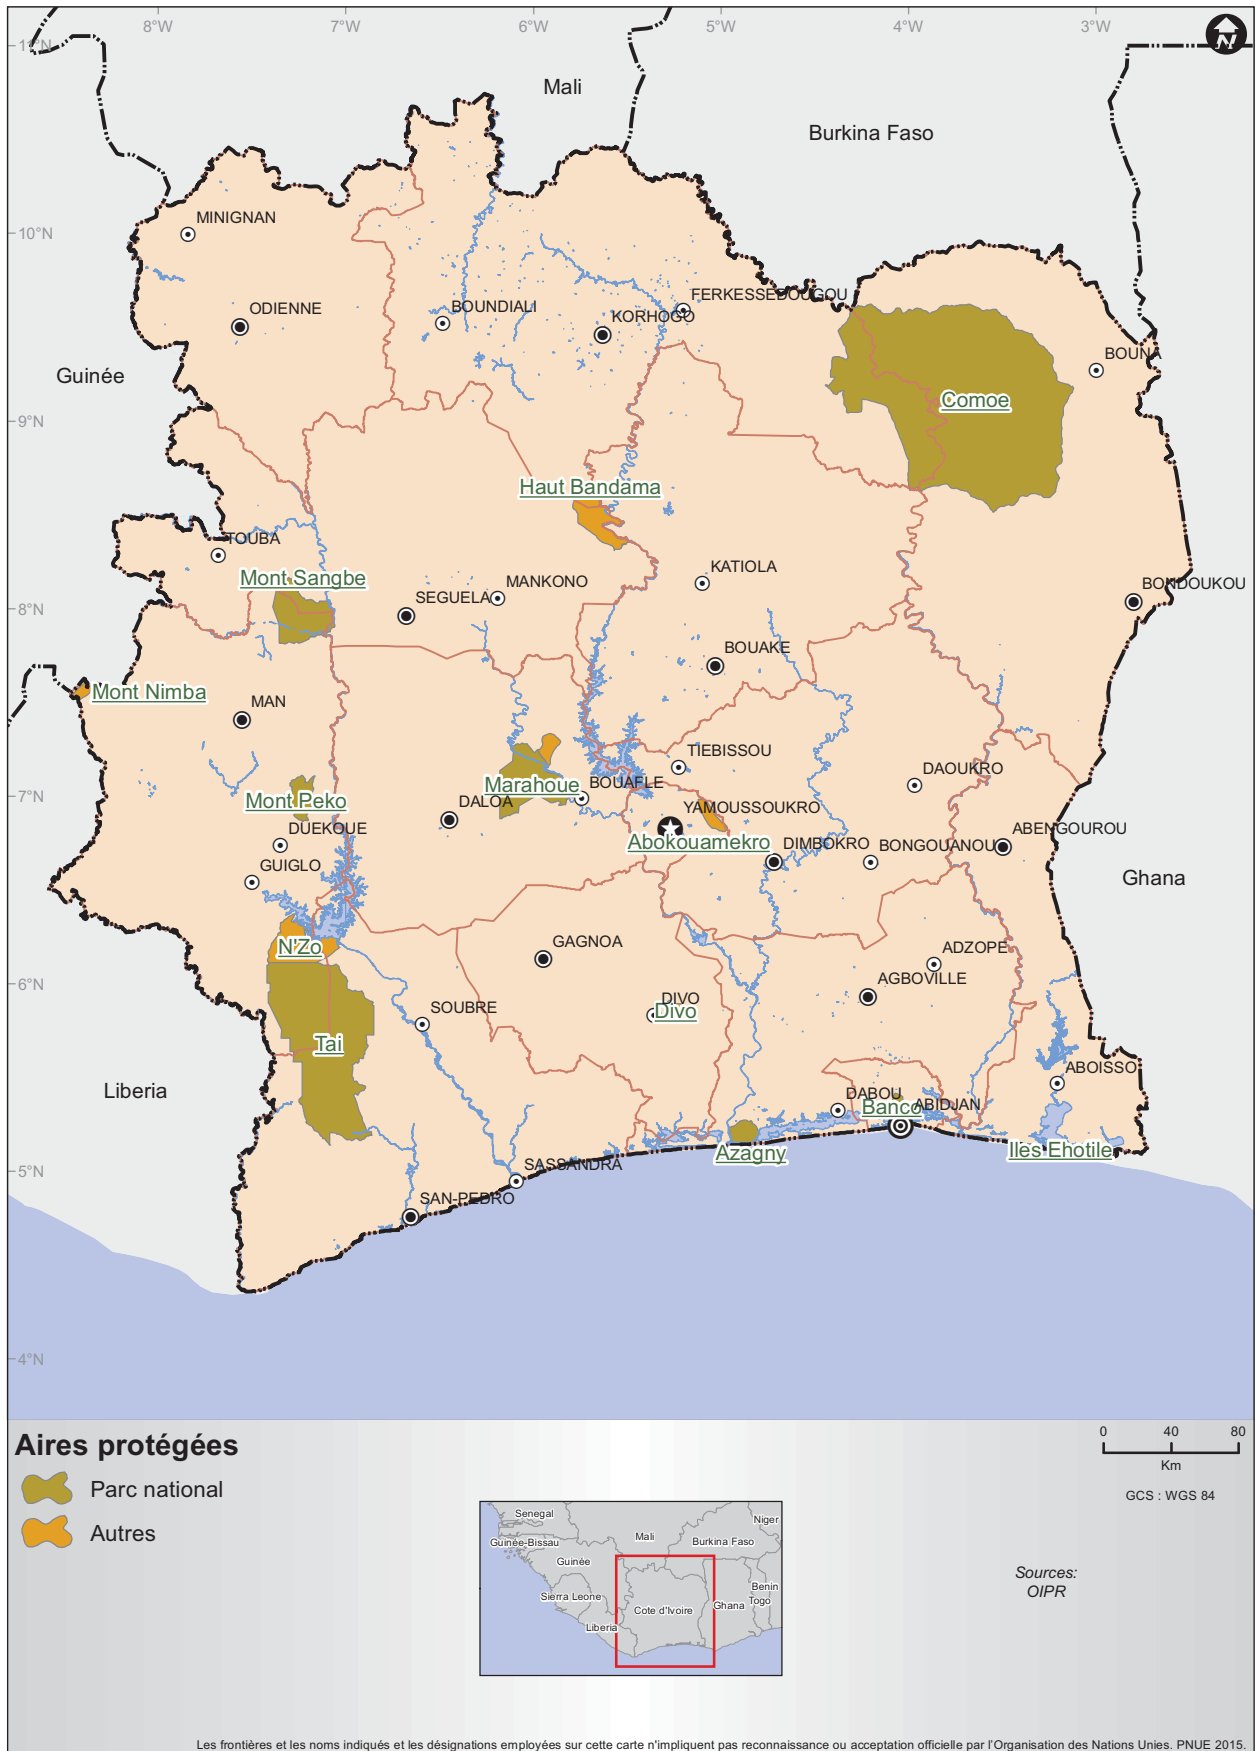 8°W 7°W 6°W 5°W 4°W 3°W
11°N
N
Mali
Burkina Faso
MINIGNAN
10°N
FERKESSEDOUGOU
ODIENNE
BOUNDIALI
KORHOGO
BOUNA
Guinée
Comoe
9°N
Haut Bandama
TOUBA
KATIOLA
Mont Sangbe
MANKONO
BONDOUKOU
SEGUELA
8°N
BOUAKE
Mont Nimba
MAN
TIEBISSOU
DAOUKRO
Marahoue
BOUAFLE
7°N
Mont Peko
DALOA
YAMOUSSOUKRO
DUEKOUE
ABENGOUROU
Abokouamekro
DIMBOKRO
BONGOUANOU
GUIGLO
Ghana
N'Zo
GAGNOA
ADZOPE
6°N
AGBOVILLE
DIVO
Divo
SOUBRE
Tai
ABOISSO
Liberia
DABOU
Banco
ABIDJAN
Azagny
Iles Ehotile
5°N
SASSANDRA
SAN-PEDRO
4°N
Aires protégées
Parc national
Autres
0 40 80
Km
GCS : WGS 84
Senegal
Niger
Mali
Burkina Faso
Guinée-Bissau
Guinée
Benin
Sierra Leone
Togo
Ghana
Cote d'Ivoire
Liberia
Sources:
OIPR
Les frontières et les noms indiqués et les désignations employées sur cette carte n'impliquent pas reconnaissance ou acceptation officielle par l'Organisation des Nations Unies. PNUE 2015.